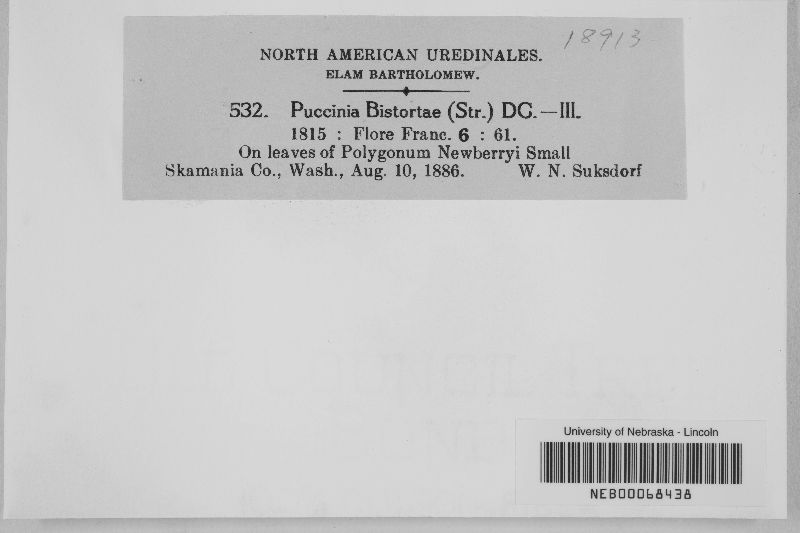 18913
NORTH AMERICAN UREDINALES.
ELAM BARTHOLOMEW.
532. Puccinia Bistortae (Str.) DC.—III.
1815 : Flore Franc. 6 : 61.
On leaves of Polygonum Newberryi Small
Skamania Co., Wash., Aug. 10, 1886. W. N. Suksdorf
University of Nebraska - Lincoln
NEB00068438